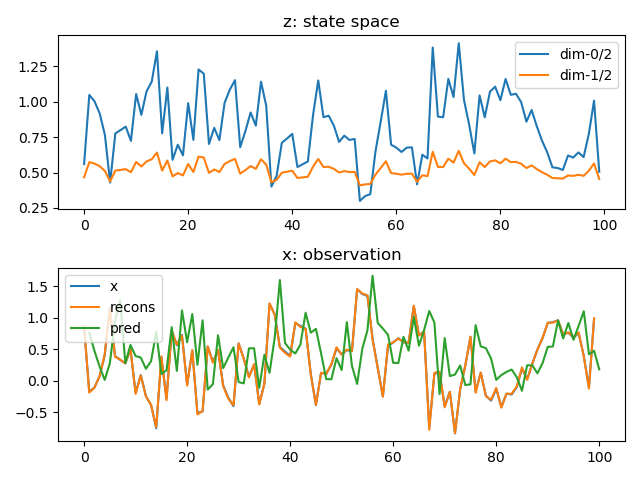 z: state space
dim-0/2
dim-1/2
1.25
1.00
0.75
0.50
0.25
0 20 40 60 80 100
x: observation
x
recons
pred
1.5
1.0
0.5
0.0
−0.5
0 20 40 60 80 100